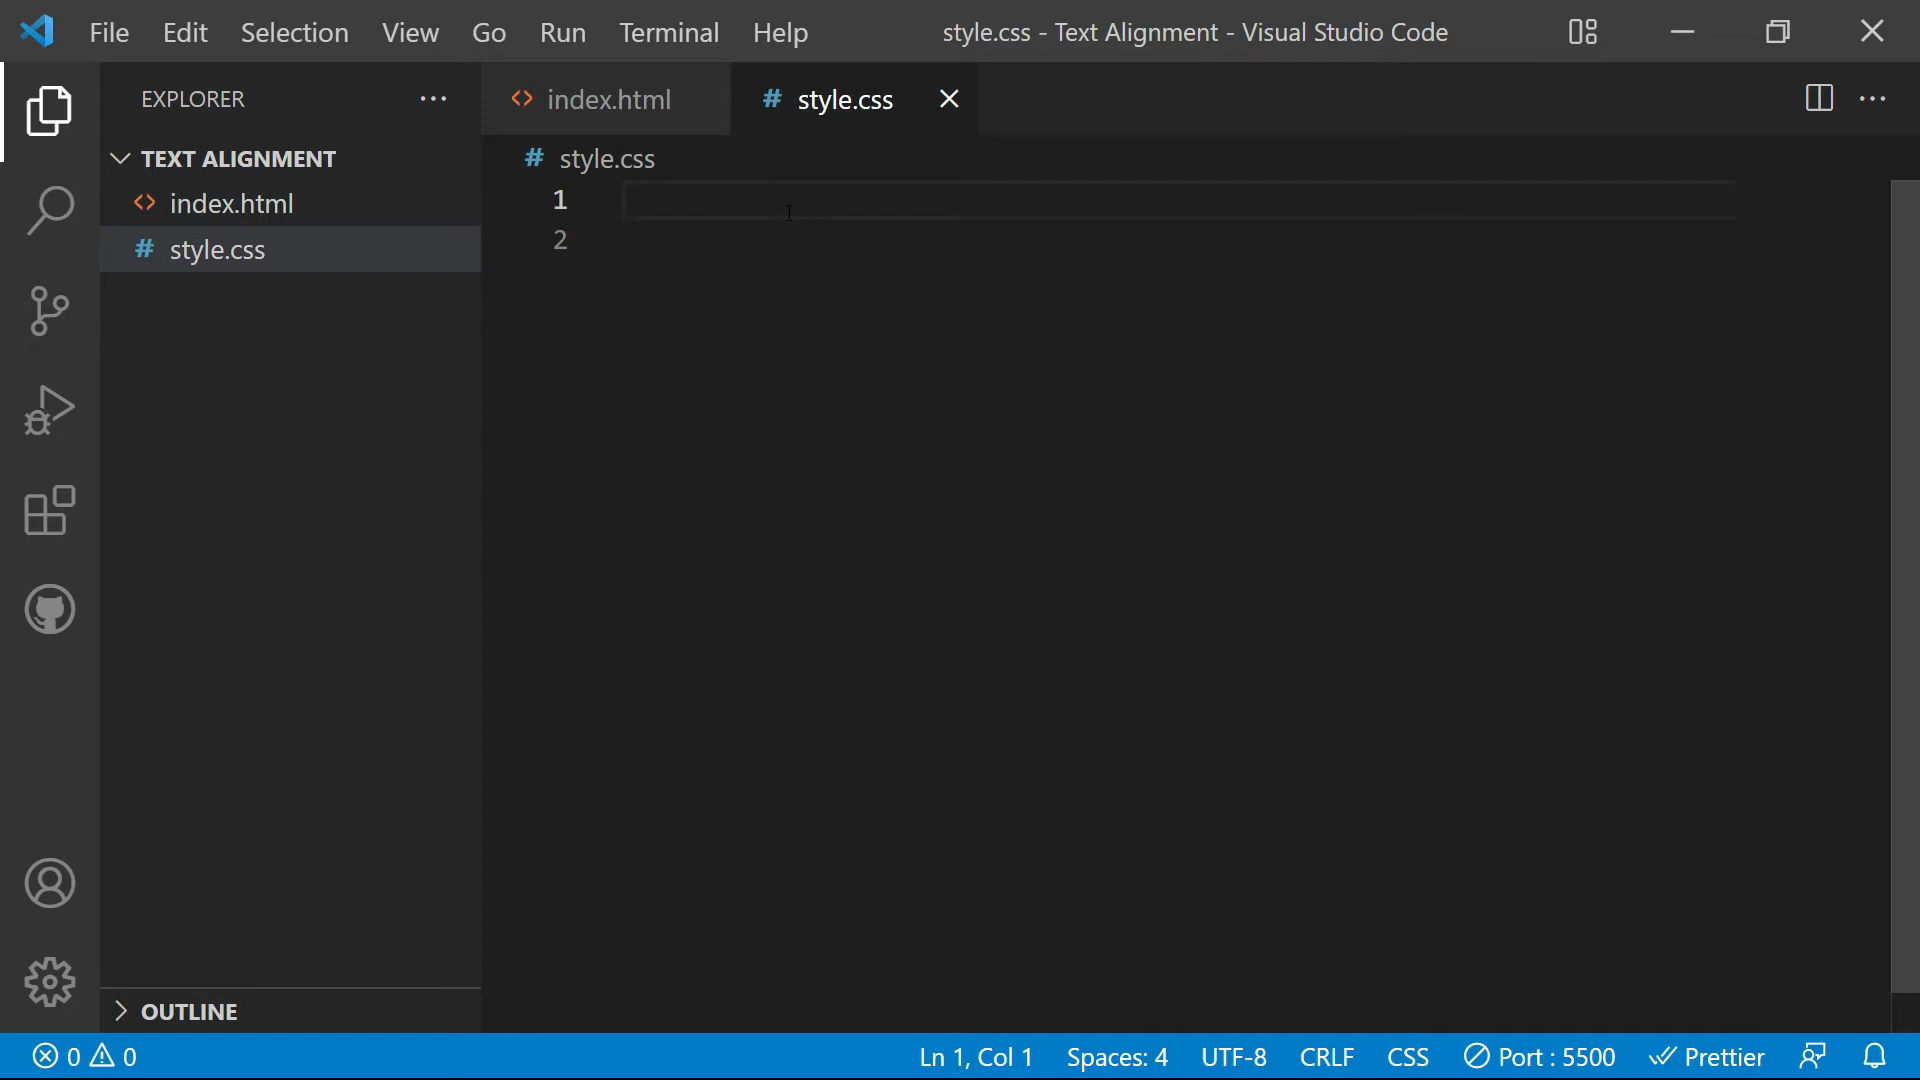 File Edit Selection View Go Run Terminal Help style.css - Text Alignment - Visual Studio Code
EXPLORER
TEXT ALIGNMENT
index.html
style.css
OUTLINE
index.html
# style.css
# style.css
1
2
0 0 Ln 1, Col 1 Spaces: 4 UTF-8 CRLF CSS Port : 5500 Prettier